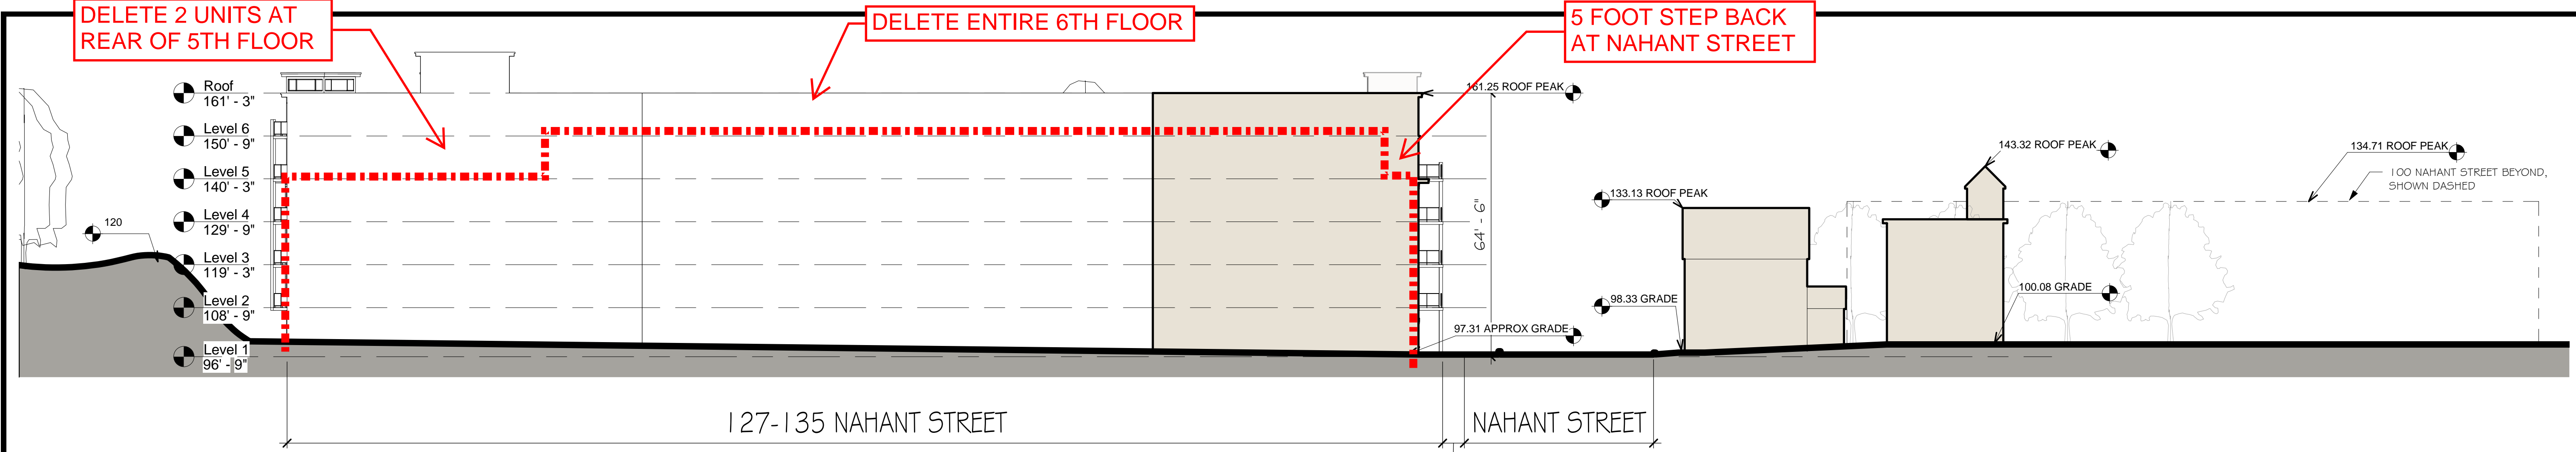 DELETE 2 UNITS AT
REAR OF 5TH FLOOR
DELETE ENTIRE 6TH FLOOR
5 FOOT STEP BACK
AT NAHANT STREET
Roof
161' - 3"
Level 6
150' - 9"
Level 5
140' - 3"
Level 4
129' - 9"
Level 3
119' - 3"
Level 2
108' - 9"
Level 1
96' - 9"
120
161.25 ROOF PEAK
64' - 6"
97.31 APPROX GRADE
133.13 ROOF PEAK
98.33 GRADE
143.32 ROOF PEAK
100.08 GRADE
134.71 ROOF PEAK
100 NAHANT STREET BEYOND,
SHOWN DASHED
127-135 NAHANT STREET
NAHANT STREET